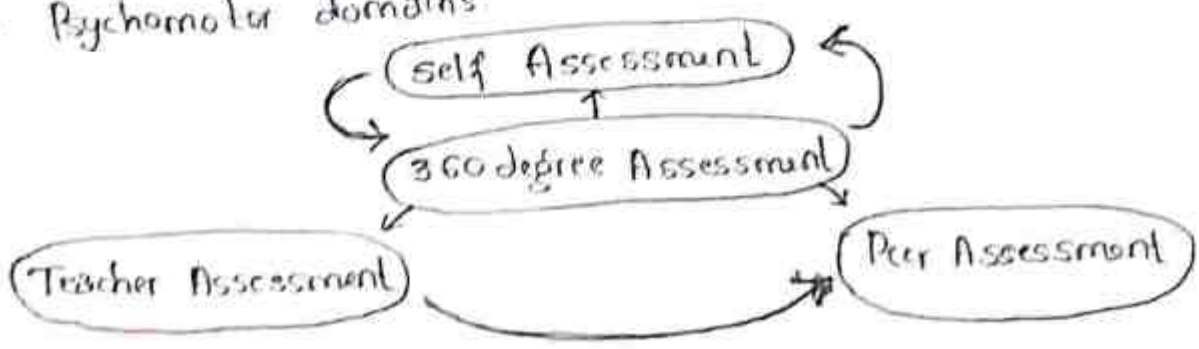 Psychomotor domains
Self Assessment
360 degree Assessment
Teacher Assessment
Peer Assessment